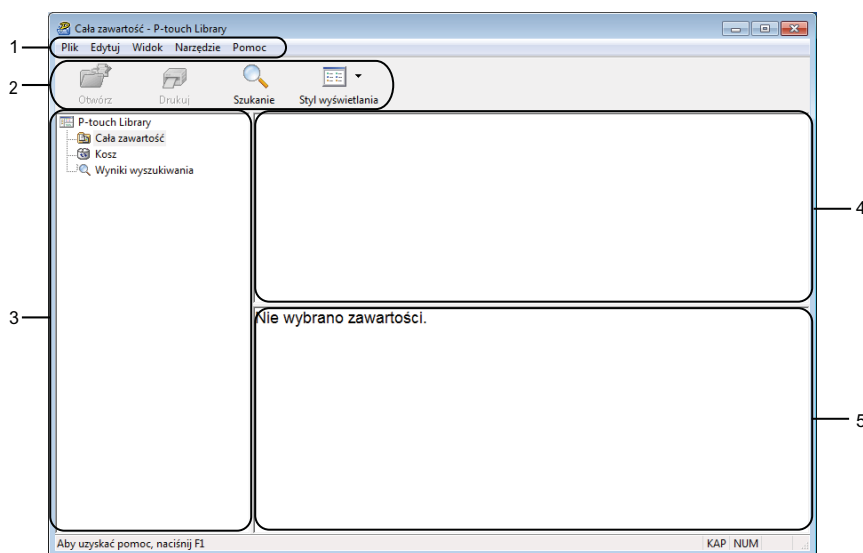 Cała zawartość - P-touch Library
1
Plik Edytuj Widok Narzędzie Pomoc
2
Otwórz Drukuj Szukanie Styl wyświetlania
P-touch Library
Cała zawartość
Kosz
Wyniki wyszukiwania
4
3
Nie wybrano zawartości.
5
Aby uzyskać pomoc, naciśnij F1 KAP NUM